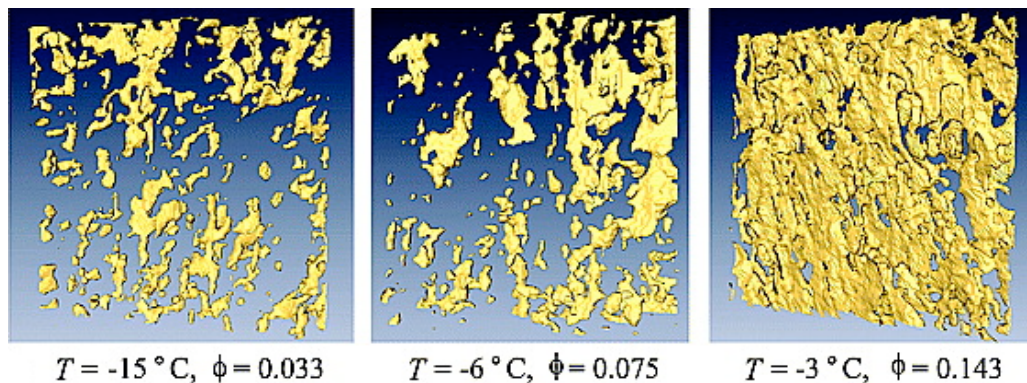 T = -15 °C, ϕ = 0.033
T = -6 °C, ϕ = 0.075
T = -3 °C, ϕ = 0.143